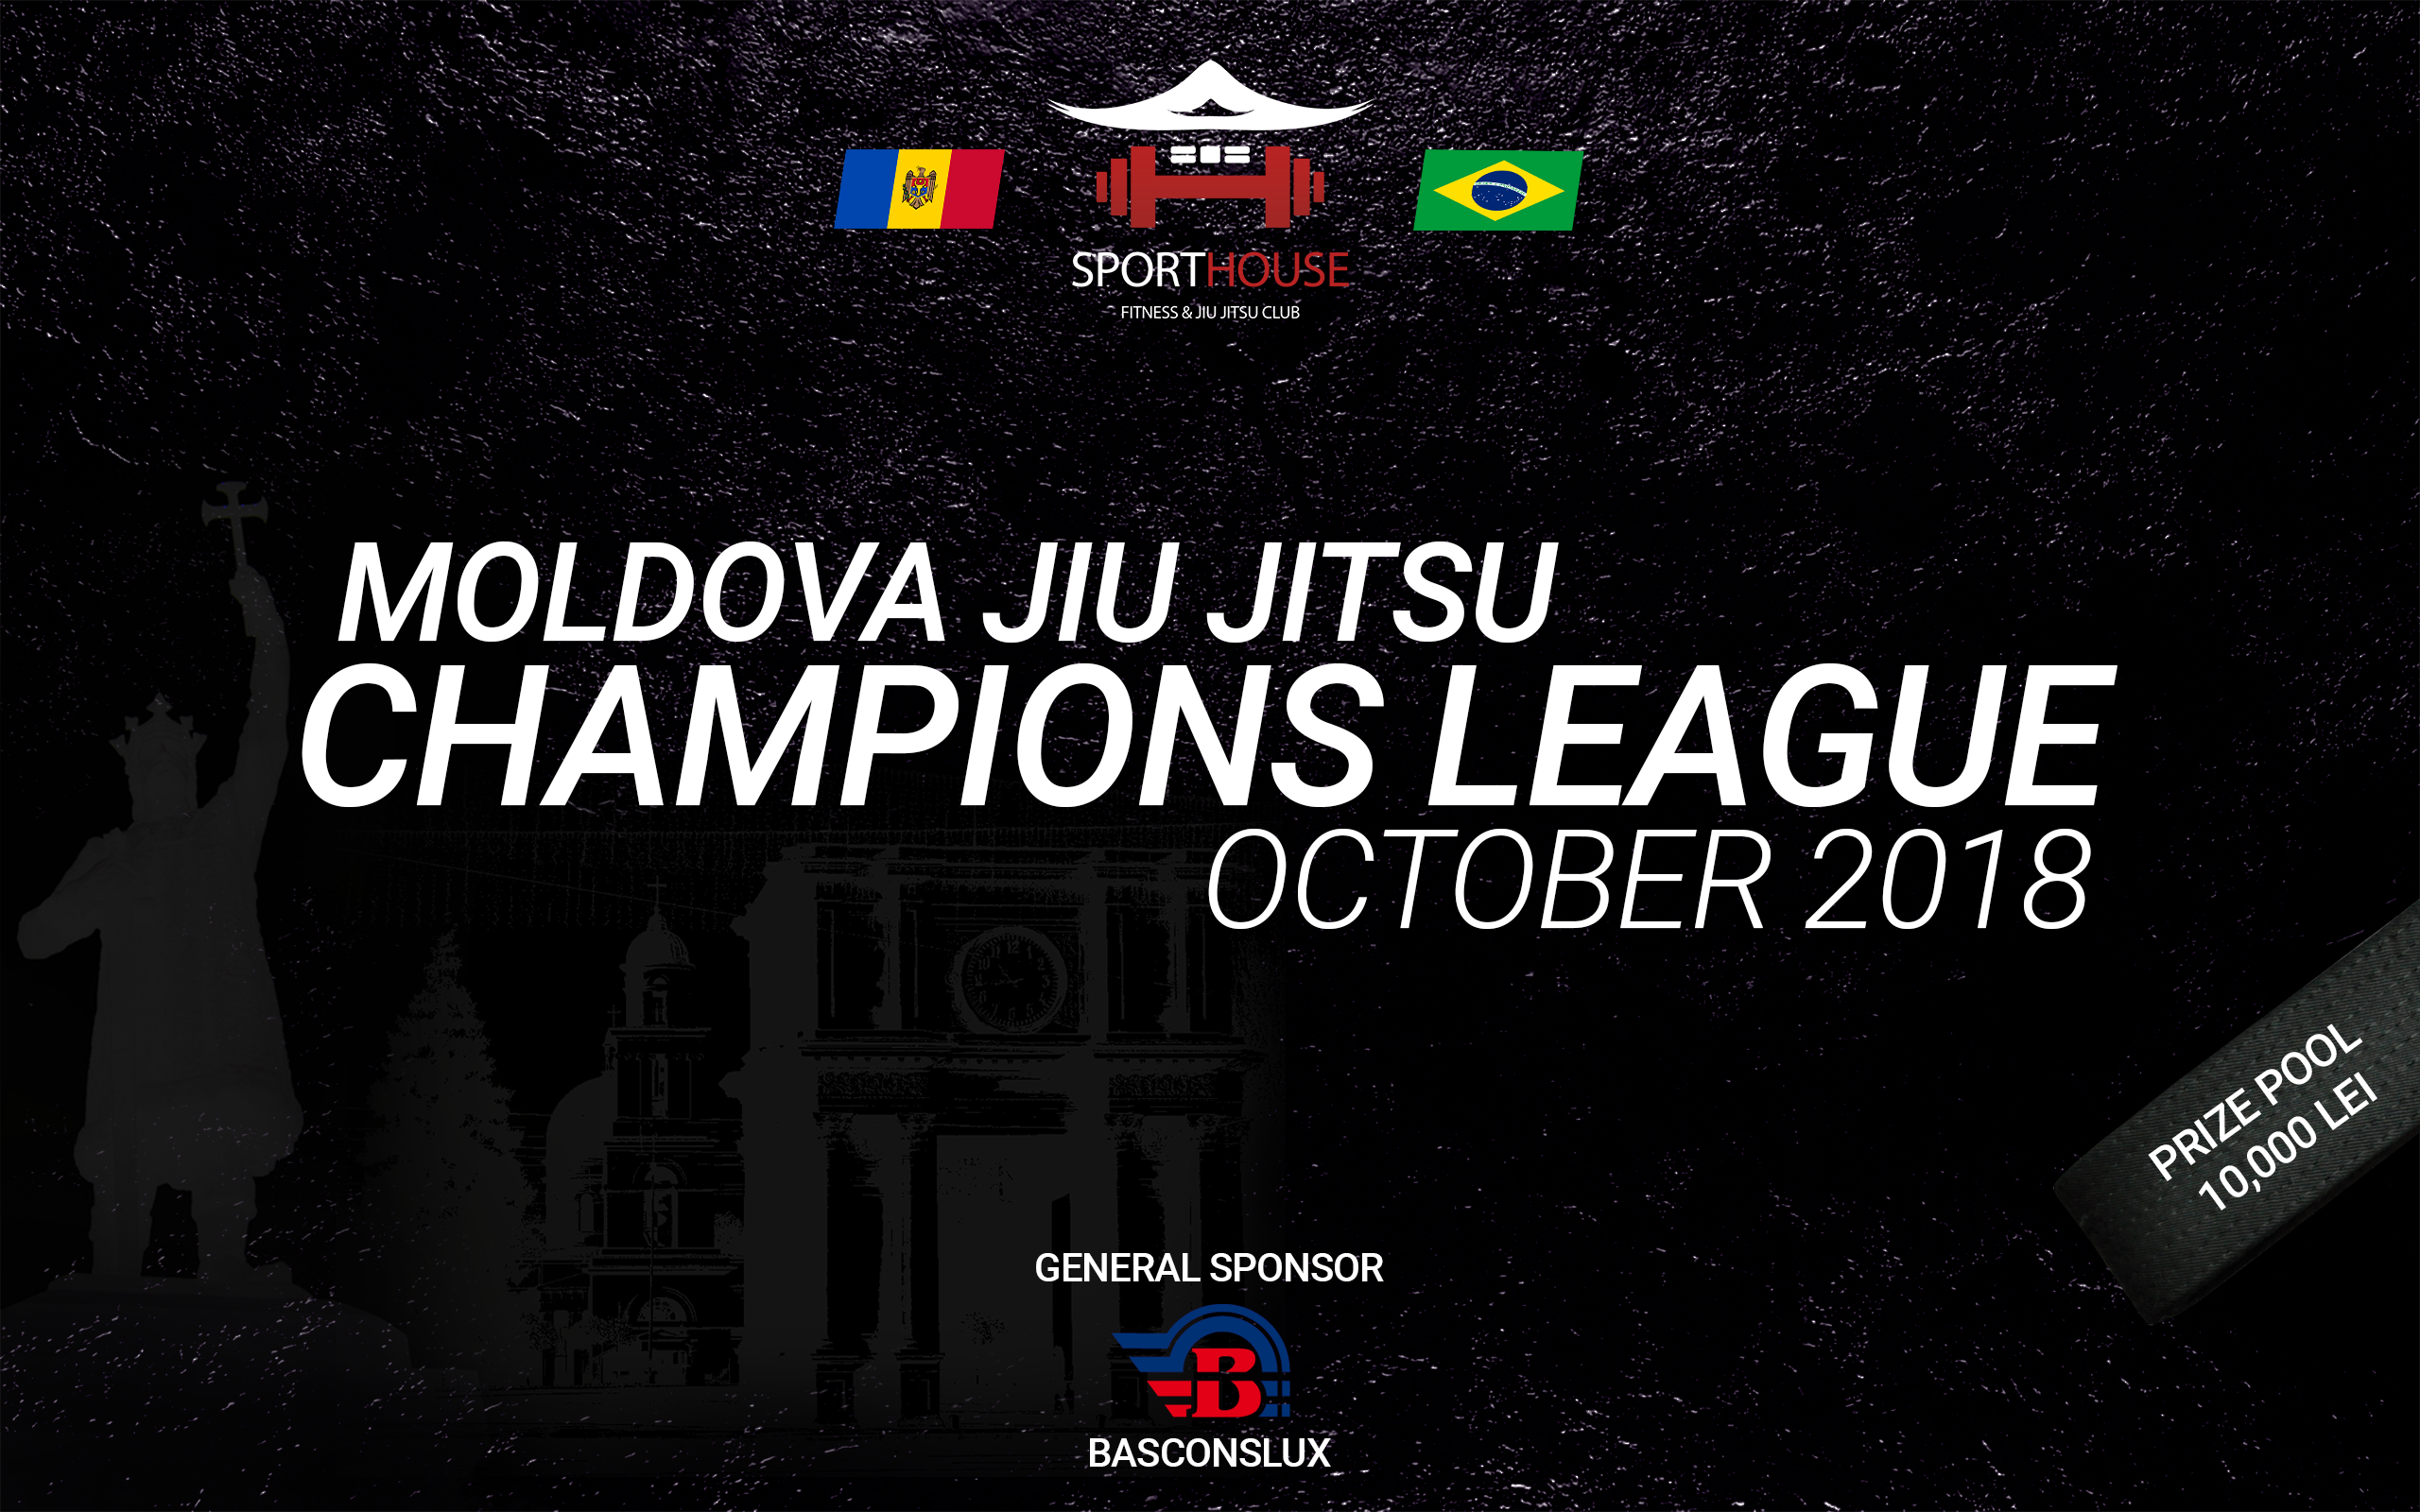 SPORTHOUSE
FITNESS & JIU JITSU CLUB
MOLDOVA JIU JITSU
CHAMPIONS LEAGUE
OCTOBER 2018
PRIZE POOL
10,000 LEI
GENERAL SPONSOR
B
BASCONSLUX